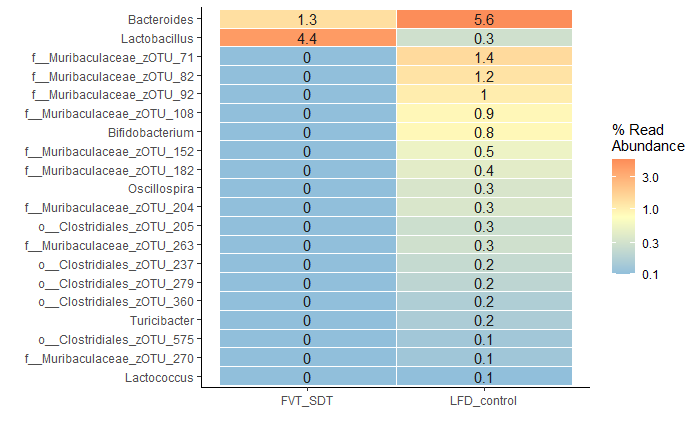 Bacteroides 1.3 5.6
Lactobacillus 4.4 0.3
f__Muribaculaceae_zOTU_71 0 1.4
f__Muribaculaceae_zOTU_82 0 1.2
f__Muribaculaceae_zOTU_92 0 1
f__Muribaculaceae_zOTU_108 0 0.9
Bifidobacterium 0 0.8
f__Muribaculaceae_zOTU_152 0 0.5
f__Muribaculaceae_zOTU_182 0 0.4
Oscillospira 0 0.3
f__Muribaculaceae_zOTU_204 0 0.3
o__Clostridiales_zOTU_205 0 0.3
f__Muribaculaceae_zOTU_263 0 0.3
o__Clostridiales_zOTU_237 0 0.2
o__Clostridiales_zOTU_279 0 0.2
o__Clostridiales_zOTU_360 0 0.2
Turicibacter 0 0.2
o__Clostridiales_zOTU_575 0 0.1
f__Muribaculaceae_zOTU_270 0 0.1
Lactococcus 0 0.1
FVT_SDT LFD_control
% Read
Abundance
3.0
1.0
0.3
0.1